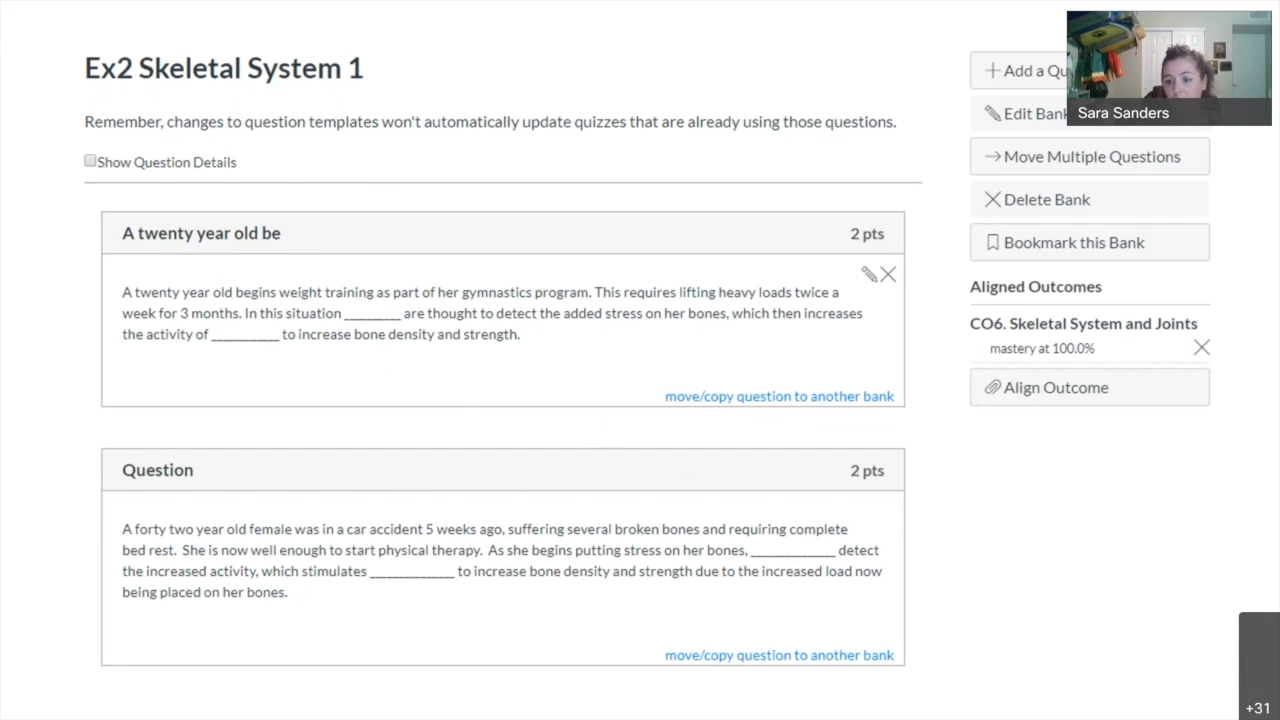 Ex2 Skeletal System 1
Remember, changes to question templates won't automatically update quizzes that are already using those questions.
Show Question Details
A twenty year old be
2 pts
A twenty year old begins weight training as part of her gymnastics program. This requires lifting heavy loads twice a
week for 3 months. In this situation _________ are thought to detect the added stress on her bones, which then increases
the activity of ___________ to increase bone density and strength.
move/copy question to another bank
Question
2 pts
A forty two year old female was in a car accident 5 weeks ago, suffering several broken bones and requiring complete
bed rest. She is now well enough to start physical therapy. As she begins putting stress on her bones, ______________ detect
the increased activity, which stimulates ______________ to increase bone density and strength due to the increased load now
being placed on her bones.
move/copy question to another bank
Add a Qu
Edit Bank
Sara Sanders
Move Multiple Questions
Delete Bank
Bookmark this Bank
Aligned Outcomes
CO6. Skeletal System and Joints
mastery at 100.0%
Align Outcome
+31